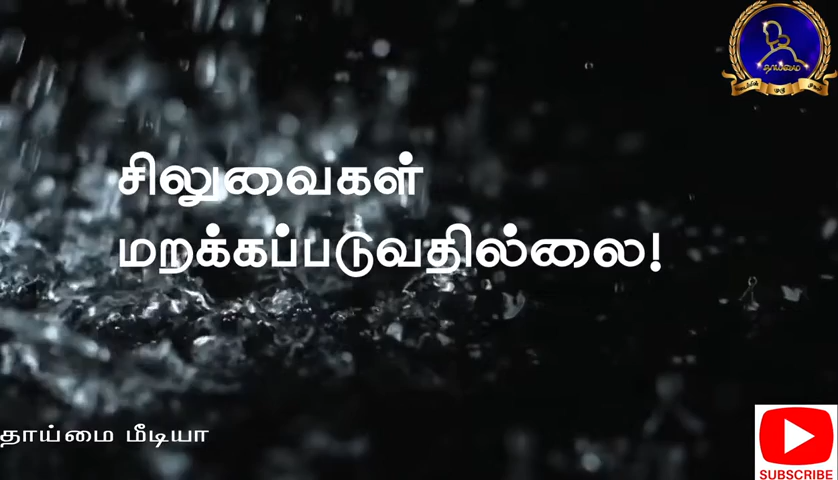 தாய்மை
சிலுவைகள்
மறக்கப்படுவதில்லை!
தாய்மை மீடியா
SUBSCRIBE